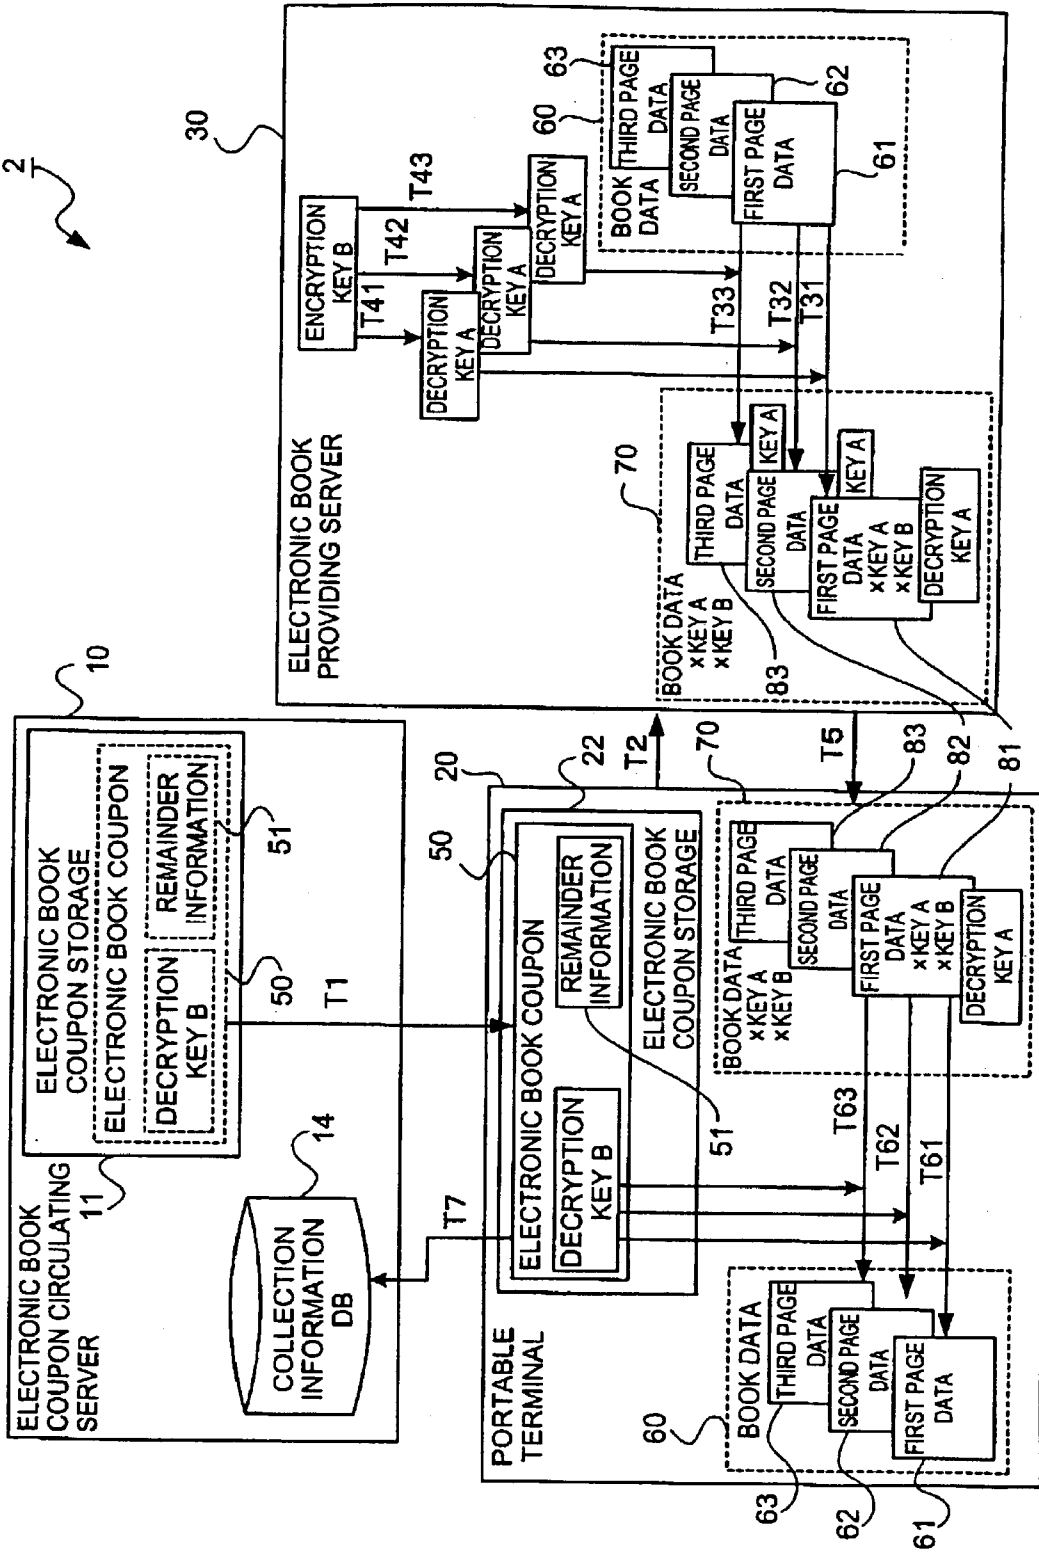 2
ELECTRONIC BOOK
COUPON CIRCULATING
SERVER
10
11
ELECTRONIC BOOK
COUPON STORAGE
ELECTRONIC BOOK COUPON
DECRYPTION
KEY B
REMAINDER
INFORMATION
50
51
14
COLLECTION
INFORMATION
DB
T1
T7
PORTABLE
TERMINAL
20
22
50
ELECTRONIC BOOK COUPON
DECRYPTION
KEY B
REMAINDER
INFORMATION
51
ELECTRONIC BOOK
COUPON STORAGE
60
BOOK DATA
THIRD PAGE
DATA
SECOND PAGE
DATA
FIRST PAGE
DATA
63
62
61
T63
T62
T61
70
BOOK DATA
×KEY A
×KEY B
THIRD PAGE
DATA
SECOND PAGE
DATA
FIRST PAGE
DATA
×KEY A
×KEY B
DECRYPTION
KEY A
83
82
81
T2
T5
ELECTRONIC BOOK
PROVIDING SERVER
30
ENCRYPTION
KEY B
T41
T42
T43
DECRYPTION
KEY A
DECRYPTION
KEY A
DECRYPTION
KEY A
70
BOOK DATA
×KEY A
×KEY B
THIRD PAGE
DATA
KEY A
SECOND PAGE
DATA
KEY A
FIRST PAGE
DATA
×KEY A
×KEY B
DECRYPTION
KEY A
83
T33
T32
T31
60
BOOK
DATA
63
THIRD PAGE
DATA
SECOND PAGE
DATA
62
FIRST PAGE
DATA
61